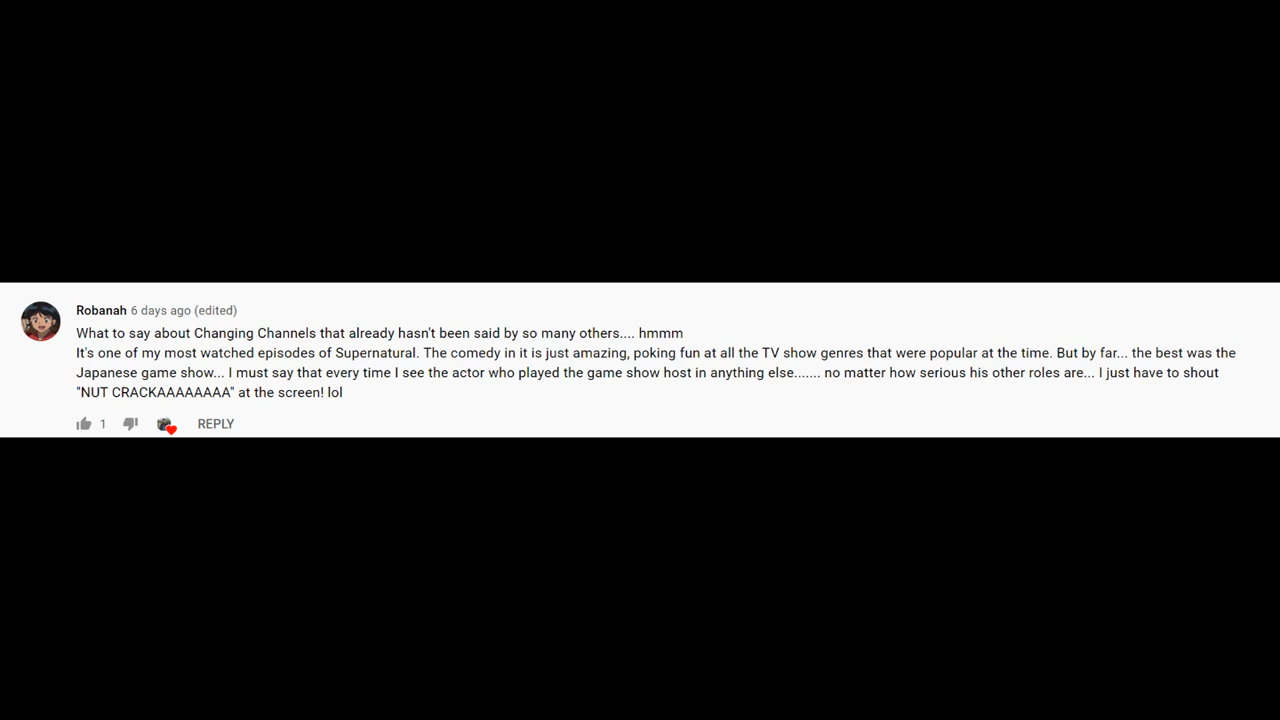 Robanah 6 days ago (edited)
What to say about Changing Channels that already hasn't been said by so many others.... hmmm
It's one of my most watched episodes of Supernatural. The comedy in it is just amazing, poking fun at all the TV show genres that were popular at the time. But by far... the best was the
Japanese game show... I must say that every time I see the actor who played the game show host in anything else....... no matter how serious his other roles are... I just have to shout
"NUT CRACKAAAAAAAA" at the screen! lol
1 REPLY